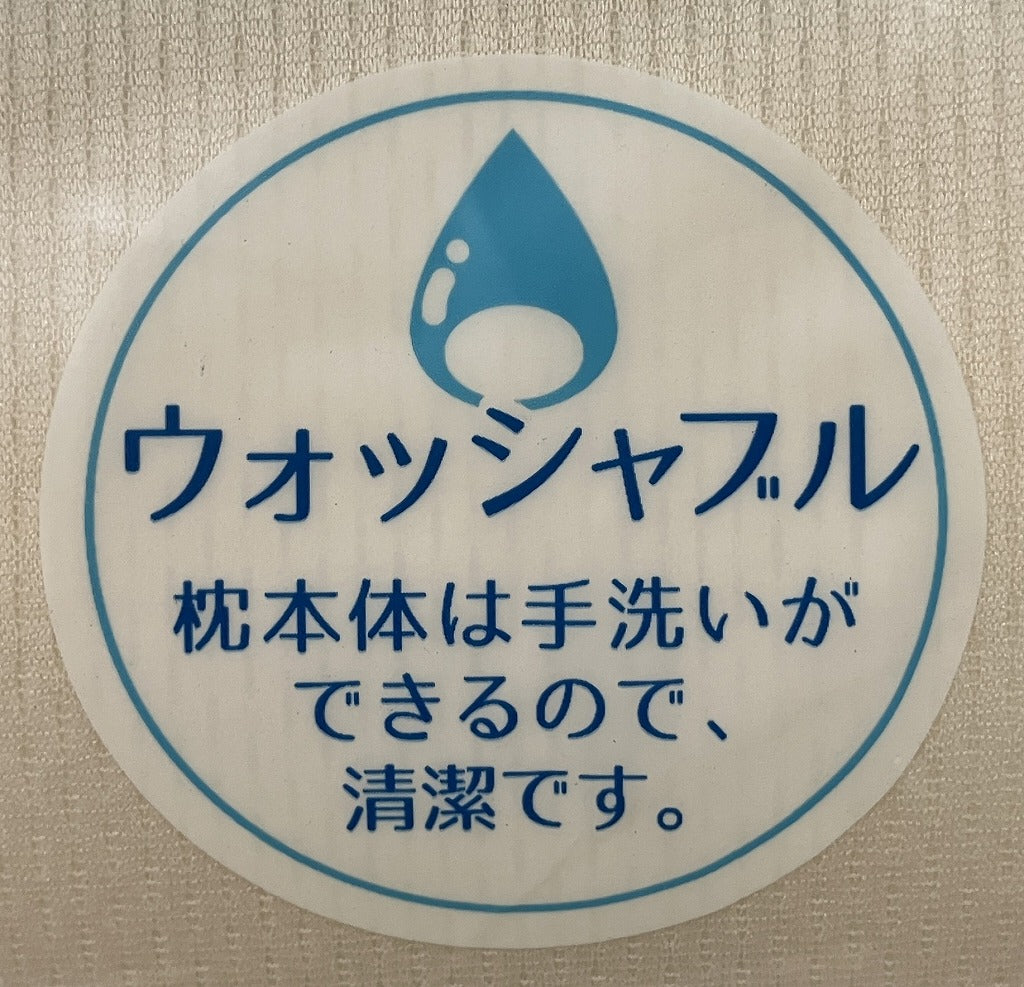 ウォッシャブル
枕本体は手洗いが
できるので、
清潔です。